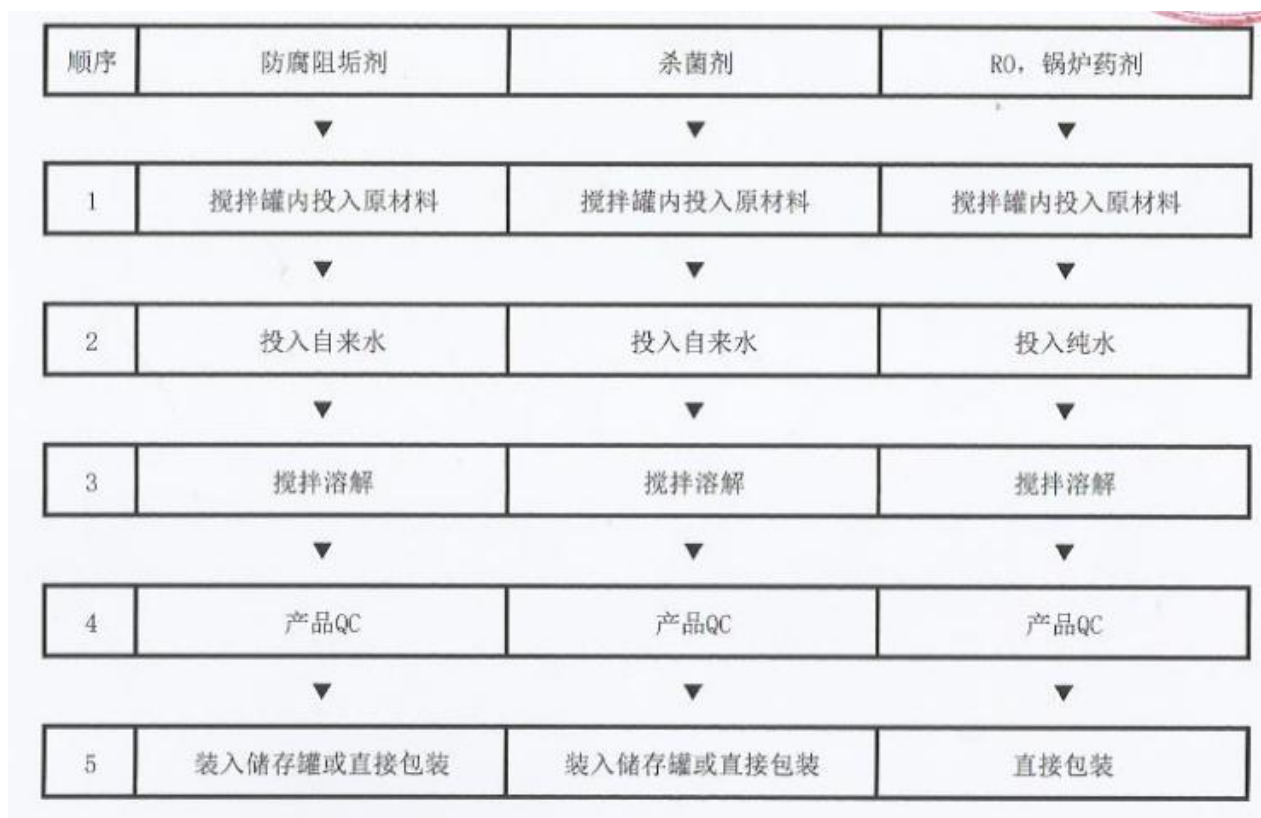 顺序 防腐阻垢剂 杀菌剂 RO，锅炉药剂
1 搅拌罐内投入原材料 搅拌罐内投入原材料 搅拌罐内投入原材料
2 投入自来水 投入自来水 投入纯水
3 搅拌溶解 搅拌溶解 搅拌溶解
4 产品QC 产品QC 产品QC
5 装入储存罐或直接包装 装入储存罐或直接包装 直接包装